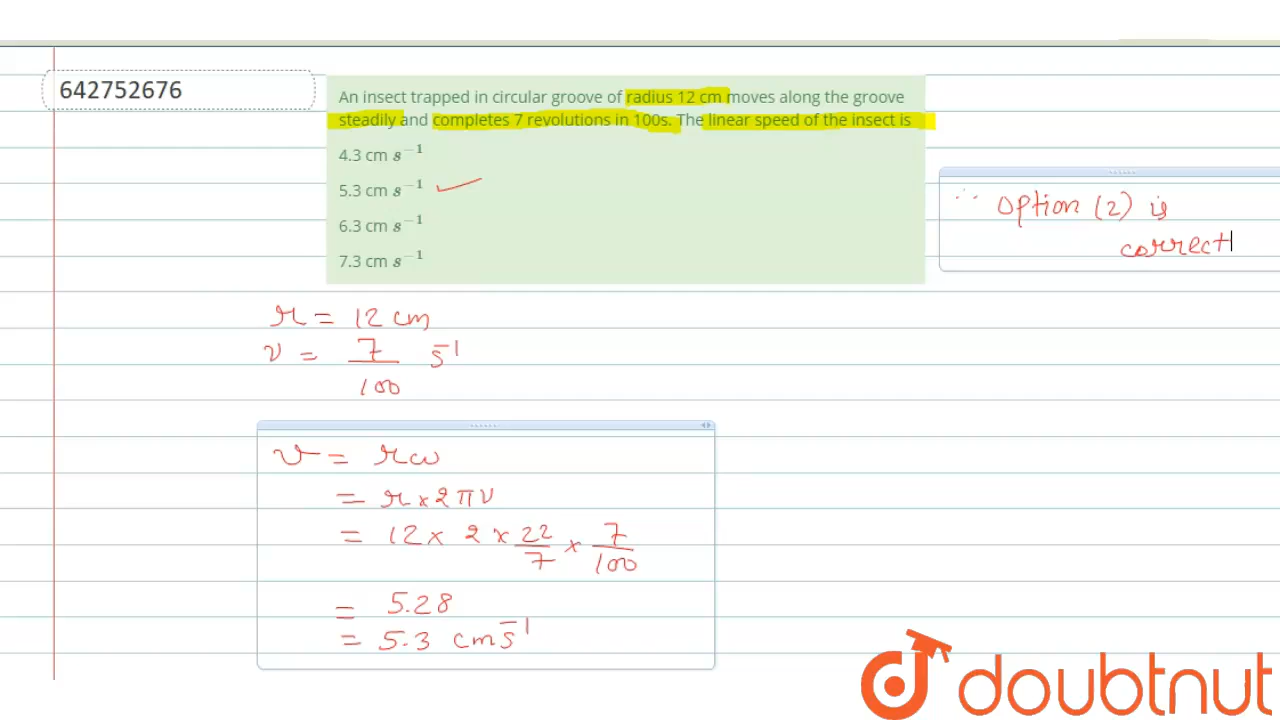 642752676
An insect trapped in circular groove of radius 12 cm moves along the groove
steadily and completes 7 revolutions in 100s. The linear speed of the insect is
4.3 cm s⁻¹
5.3 cm s⁻¹ ✓
6.3 cm s⁻¹
7.3 cm s⁻¹
∴ option (2) is
correct
r = 12 cm
ν = 7/100 s⁻¹
v = rω
= r × 2πν
= 12 × 2 × 22/7 × 7/100
= 5.28
= 5.3 cm s⁻¹
doubtnut